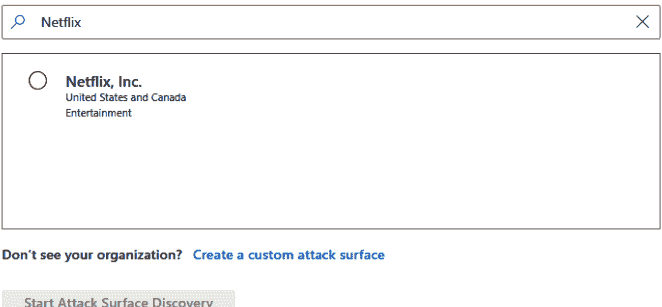 Netflix
Netflix, Inc.
United States and Canada
Entertainment
Don't see your organization? Create a custom attack surface
Start Attack Surface Discovery